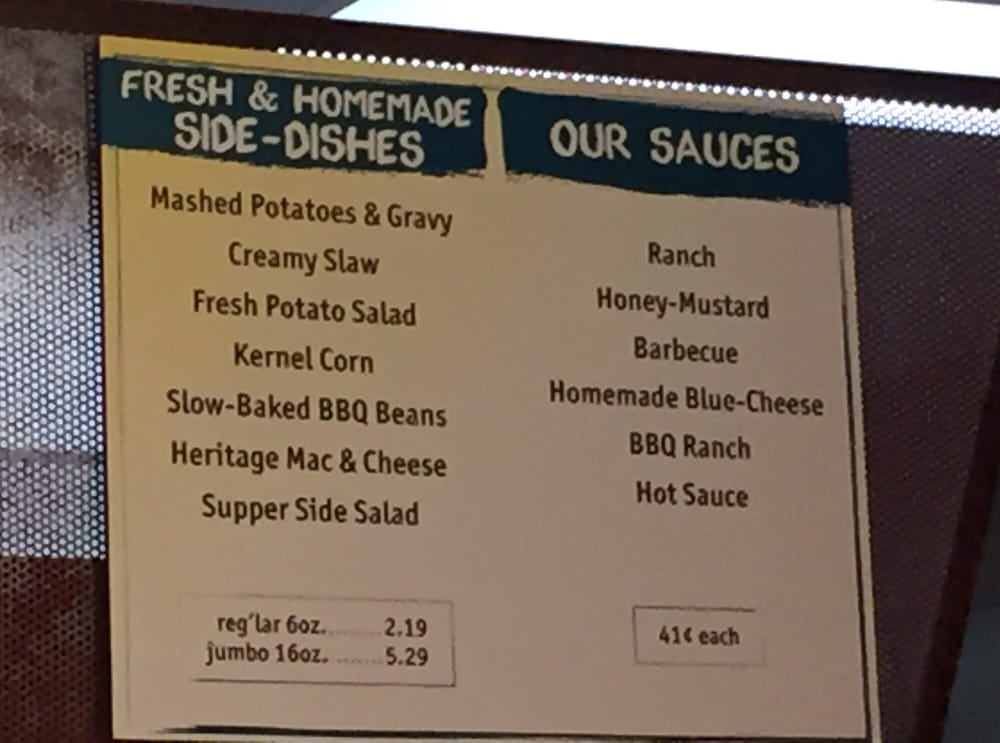 FRESH & HOMEMADE
SIDE-DISHES
Mashed Potatoes & Gravy
Creamy Slaw
Fresh Potato Salad
Kernel Corn
Slow-Baked BBQ Beans
Heritage Mac & Cheese
Supper Side Salad
reg'lar 6oz. ........ 2.19
jumbo 16oz. ....... 5.29
OUR SAUCES
Ranch
Honey-Mustard
Barbecue
Homemade Blue-Cheese
BBQ Ranch
Hot Sauce
41¢ each